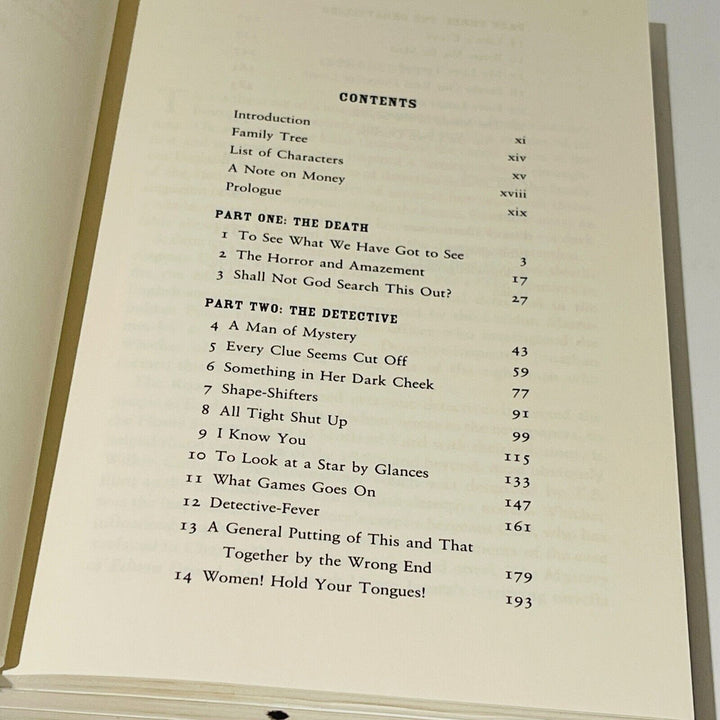 CONTENTS
Introduction xi
Family Tree xiv
List of Characters xv
A Note on Money xviii
Prologue xix
PART ONE: THE DEATH
1 To See What We Have Got to See 3
2 The Horror and Amazement 17
3 Shall Not God Search This Out? 27
PART TWO: THE DETECTIVE
4 A Man of Mystery 43
5 Every Clue Seems Cut Off 59
6 Something in Her Dark Cheek 77
7 Shape-Shifters 91
8 All Tight Shut Up 99
9 I Know You 115
10 To Look at a Star by Glances 133
11 What Games Goes On 147
12 Detective-Fever 161
13 A General Putting of This and That
Together by the Wrong End 179
14 Women! Hold Your Tongues! 193